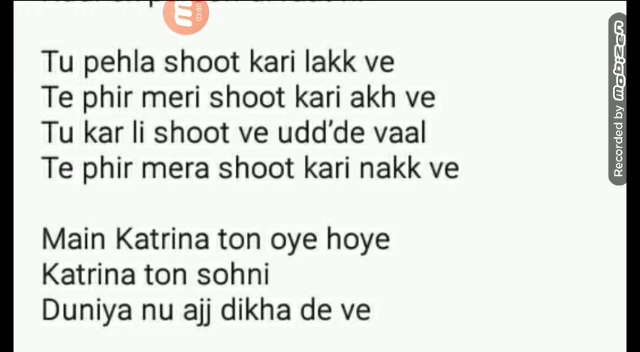 Tu pehla shoot kari lakk ve
Te phir meri shoot kari akh ve
Tu kar li shoot ve udd'de vaal
Te phir mera shoot kari nakk ve
Main Katrina ton oye hoye
Katrina ton sohni
Duniya nu ajj dikha de ve
Recorded by mobizen